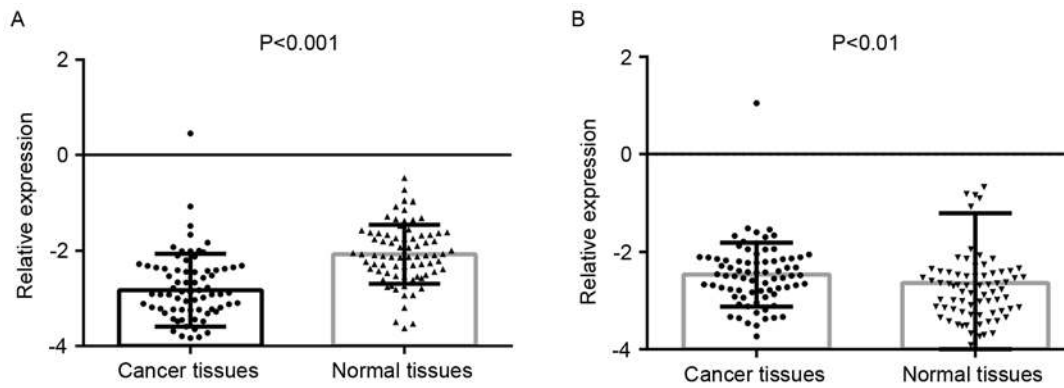 A
P<0.001
Relative expression
2
0
-2
-4
Cancer tissues
Normal tissues
B
P<0.01
Relative expression
2
0
-2
-4
Cancer tissues
Normal tissues